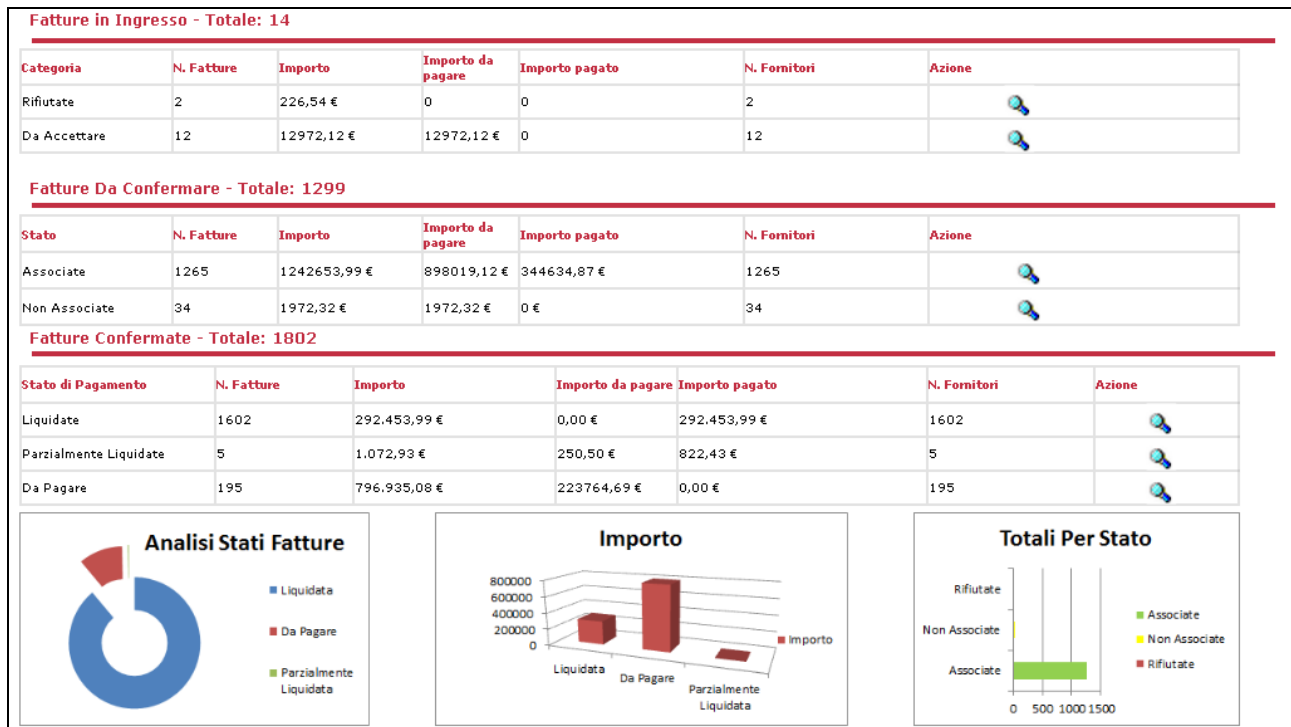 Fatture in Ingresso - Totale: 14
Categoria N. Fatture Importo Importo da pagare Importo pagato N. Fornitori Azione
Rifiutate 2 226,54 € 0 0 2
Da Accettare 12 12972,12 € 12972,12 € 0 12
Fatture Da Confermare - Totale: 1299
Stato N. Fatture Importo Importo da pagare Importo pagato N. Fornitori Azione
Associate 1265 1242653,99 € 898019,12 € 344634,87 € 1265
Non Associate 34 1972,32 € 1972,32 € 0 € 34
Fatture Confermate - Totale: 1802
Stato di Pagamento N. Fatture Importo Importo da pagare Importo pagato N. Fornitori Azione
Liquidate 1602 292.453,99 € 0,00 € 292.453,99 € 1602
Parzialmente Liquidate 5 1.072,93 € 250,50 € 822,43 € 5
Da Pagare 195 796.935,08 € 223764,69 € 0,00 € 195
Analisi Stati Fatture
Liquidata
Da Pagare
Parzialmente
Liquidata
Importo
800000
600000
400000
200000
0
Liquidata
Da Pagare
Parzialmente
Liquidata
Importo
Totali Per Stato
Rifiutate
Non Associate
Associate
0 500 1000 1500
Associate
Non Associate
Rifiutate